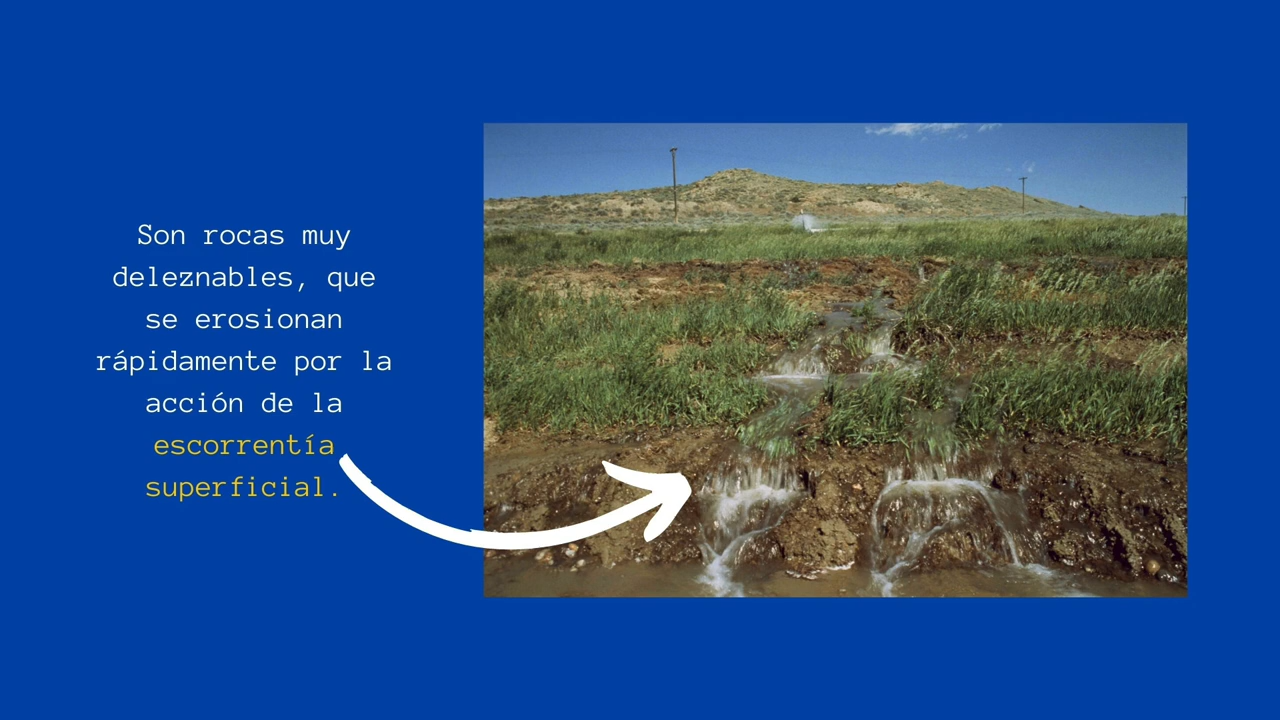 Son rocas muy
deleznables, que
se erosionan
rápidamente por la
acción de la
escorrentía
superficial.